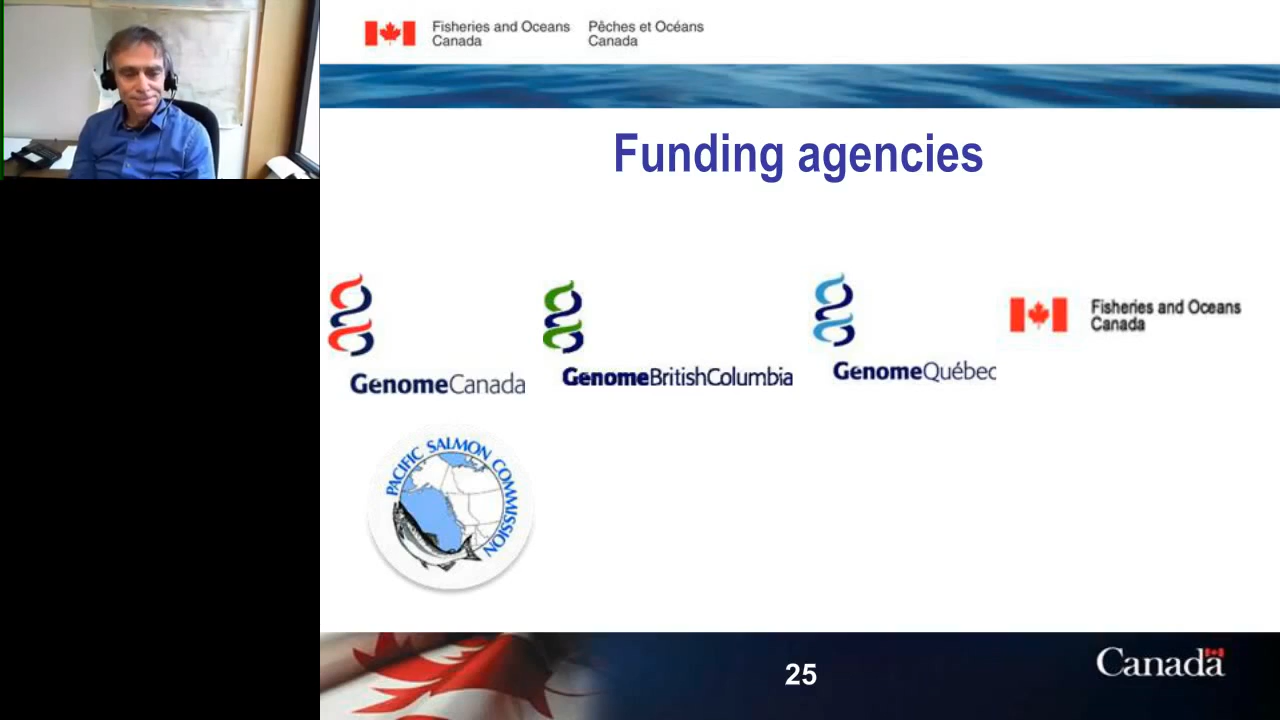 Fisheries and Oceans
Canada
Pêches et Océans
Canada
Funding agencies
GenomeCanada
GenomeBritishColumbia
GenomeQuébec
Fisheries and Oceans
Canada
PACIFIC SALMON COMMISSION
25
Canada